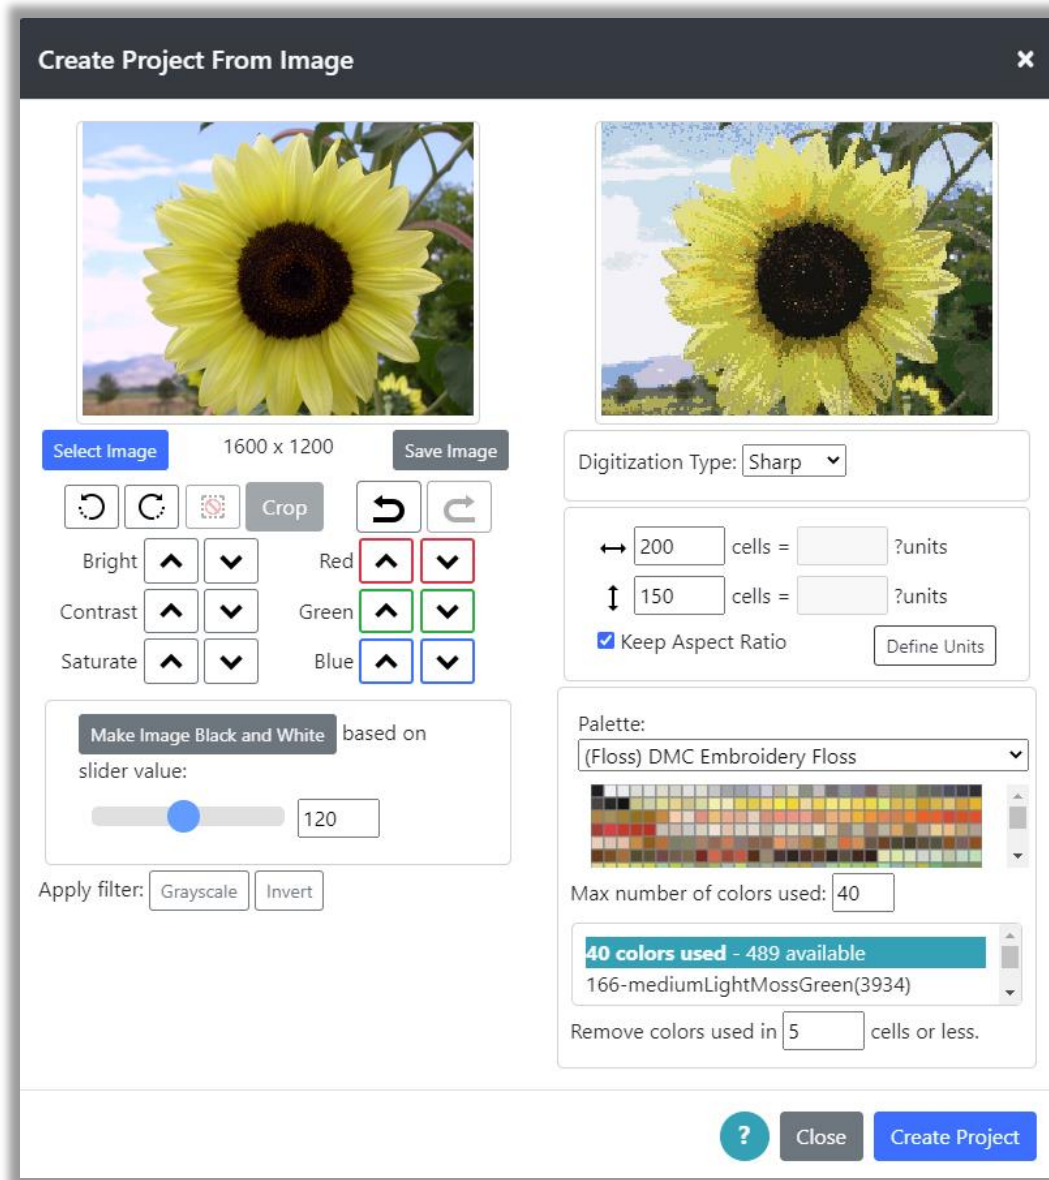 Create Project From Image ×
Select Image
1600 x 1200
Save Image
Crop
Bright
Red
Contrast
Green
Saturate
Blue
Make Image Black and White based on
slider value:
120
Apply filter: Grayscale Invert
Digitization Type: Sharp
200 cells = ?units
150 cells = ?units
Keep Aspect Ratio
Define Units
Palette:
(Floss) DMC Embroidery Floss
Max number of colors used: 40
40 colors used - 489 available
166-mediumLightMossGreen(3934)
Remove colors used in 5 cells or less.
? Close Create Project